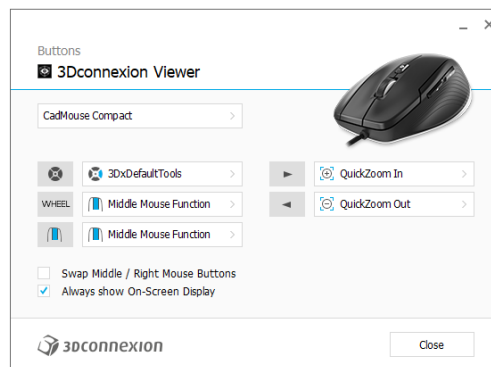 Buttons
3Dconnexion Viewer
CadMouse Compact
3DxDefaultTools
WHEEL
Middle Mouse Function
Middle Mouse Function
QuickZoom In
QuickZoom Out
Swap Middle / Right Mouse Buttons
Always show On-Screen Display
3DCONNEXION
Close